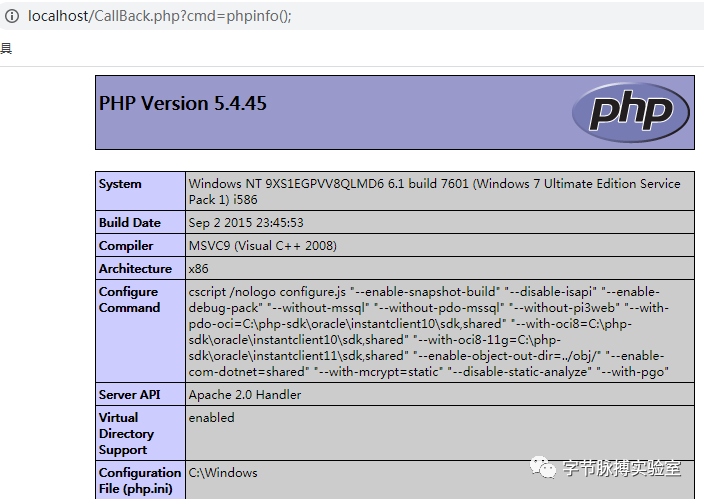 localhost/CallBack.php?cmd=phpinfo();
具
PHP Version 5.4.45
php
System
Windows NT 9XS1EGPVV8QLMD6 6.1 build 7601 (Windows 7 Ultimate Edition Service
Pack 1) i586
Build Date
Sep 2 2015 23:45:53
Compiler
MSVC9 (Visual C++ 2008)
Architecture
x86
Configure
Command
cscript /nologo configure.js "--enable-snapshot-build" "--disable-isapi" "--enable-
debug-pack" "--without-mssql" "--without-pdo-mssql" "--without-pi3web" "--with-
pdo-oci=C:\php-sdk\oracle\instantclient10\sdk,shared" "--with-oci8=C:\php-
sdk\oracle\instantclient10\sdk,shared" "--with-oci8-11g=C:\php-
sdk\oracle\instantclient11\sdk,shared" "--enable-object-out-dir=../obj/" "--enable-
com-dotnet=shared" "--with-mcrypt=static" "--disable-static-analyze" "--with-pgo"
Server API
Apache 2.0 Handler
Virtual
Directory
Support
enabled
Configuration
File (php.ini)
C:\Windows
字节脉搏实验室